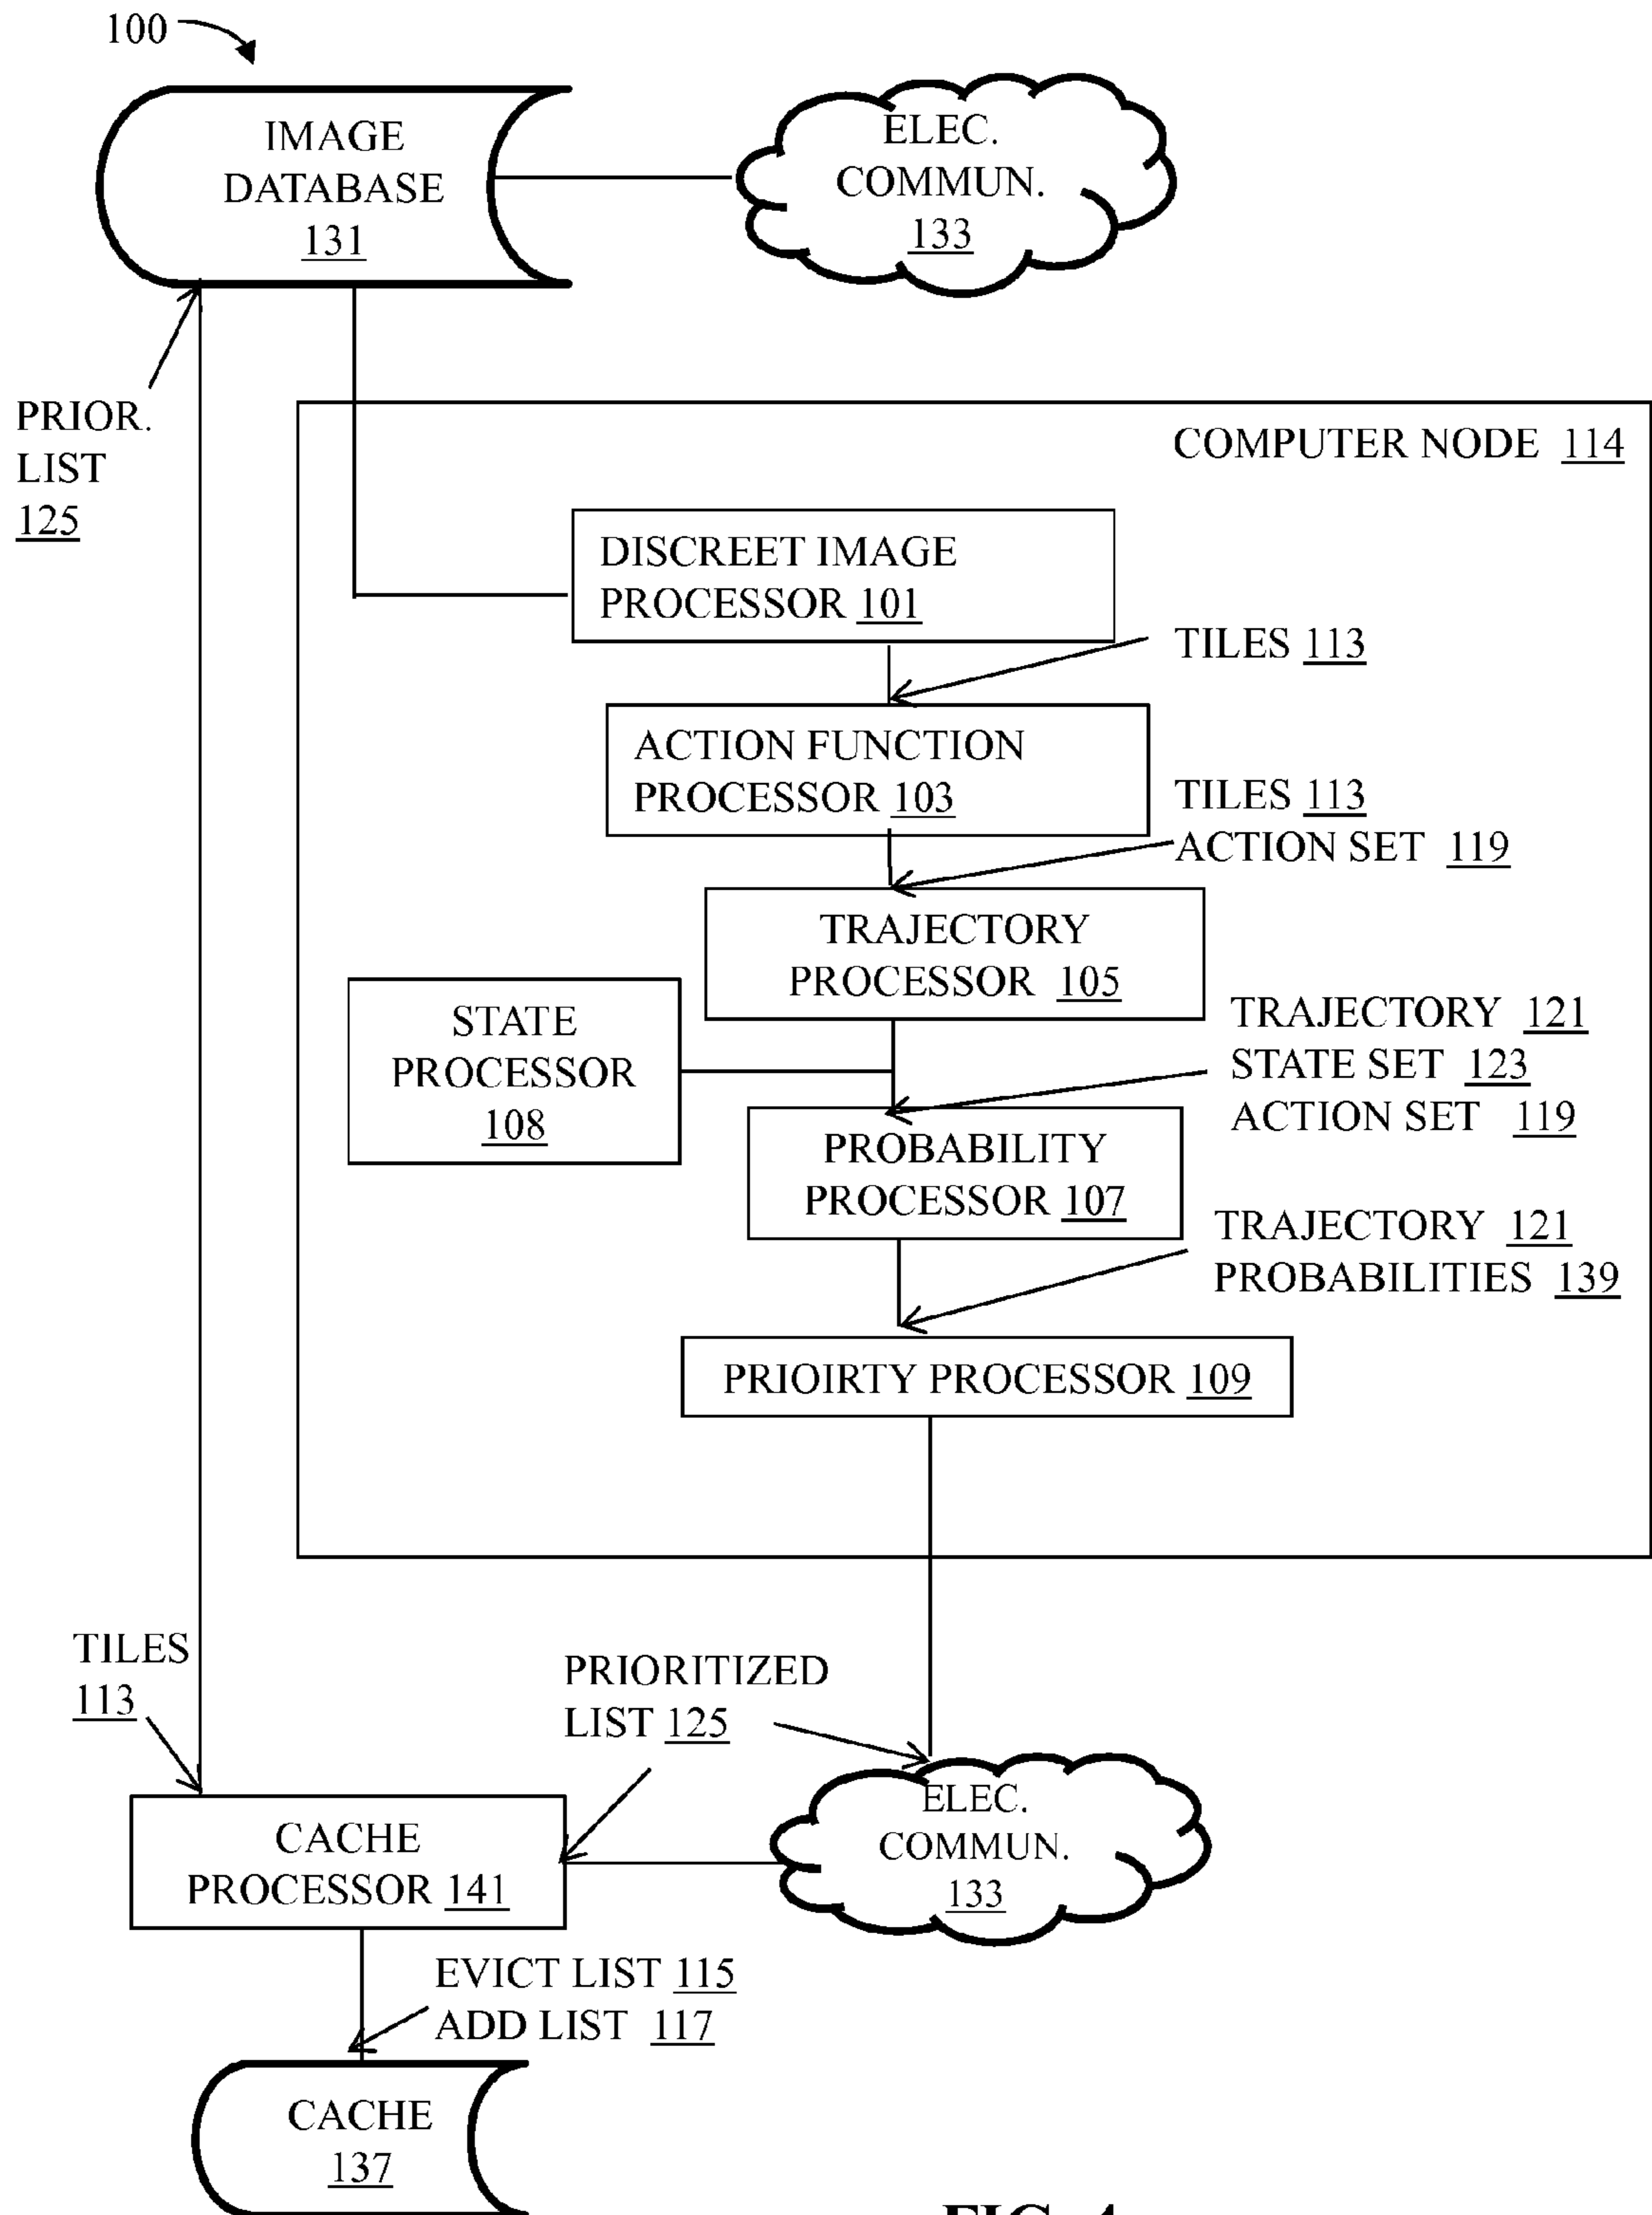 100
IMAGE
DATABASE
131
ELEC.
COMMUN.
133
PRIOR.
LIST
125
COMPUTER NODE 114
DISCREET IMAGE
PROCESSOR 101
TILES 113
ACTION FUNCTION
PROCESSOR 103
TILES 113
ACTION SET 119
TRAJECTORY
PROCESSOR 105
STATE
PROCESSOR
108
TRAJECTORY 121
STATE SET 123
ACTION SET 119
PROBABILITY
PROCESSOR 107
TRAJECTORY 121
PROBABILITIES 139
PRIOIRTY PROCESSOR 109
TILES
113
PRIORITIZED
LIST 125
ELEC.
COMMUN.
133
CACHE
PROCESSOR 141
EVICT LIST 115
ADD LIST 117
CACHE
137